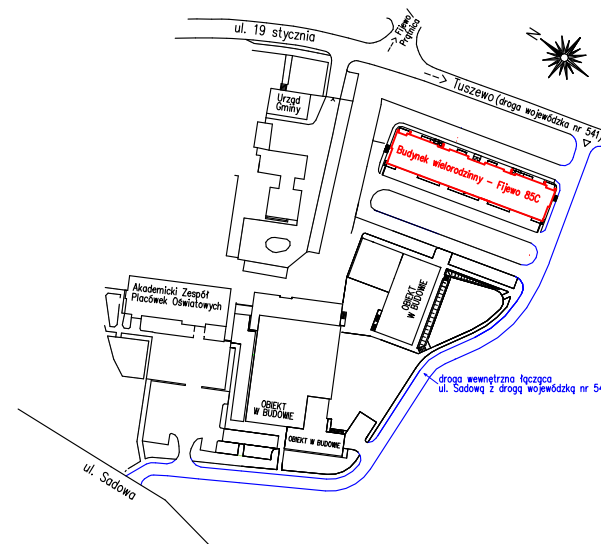 ul. 19 stycznia
--> Fijewo/
Prątnica
N
--> Tuszewo (droga wojewódzka nr 541)
Urząd
Gminy
Budynek wielorodzinny – Fijewo 85C
OBIEKT
W BUDOWIE
Akademicki Zespół
Placówek Oświatowych
droga wewnętrzna łącząca
ul. Sadową z drogą wojewódzką nr 54
OBIEKT
W BUDOWIE
OBIEKT W BUDOWIE
ul. Sadowa